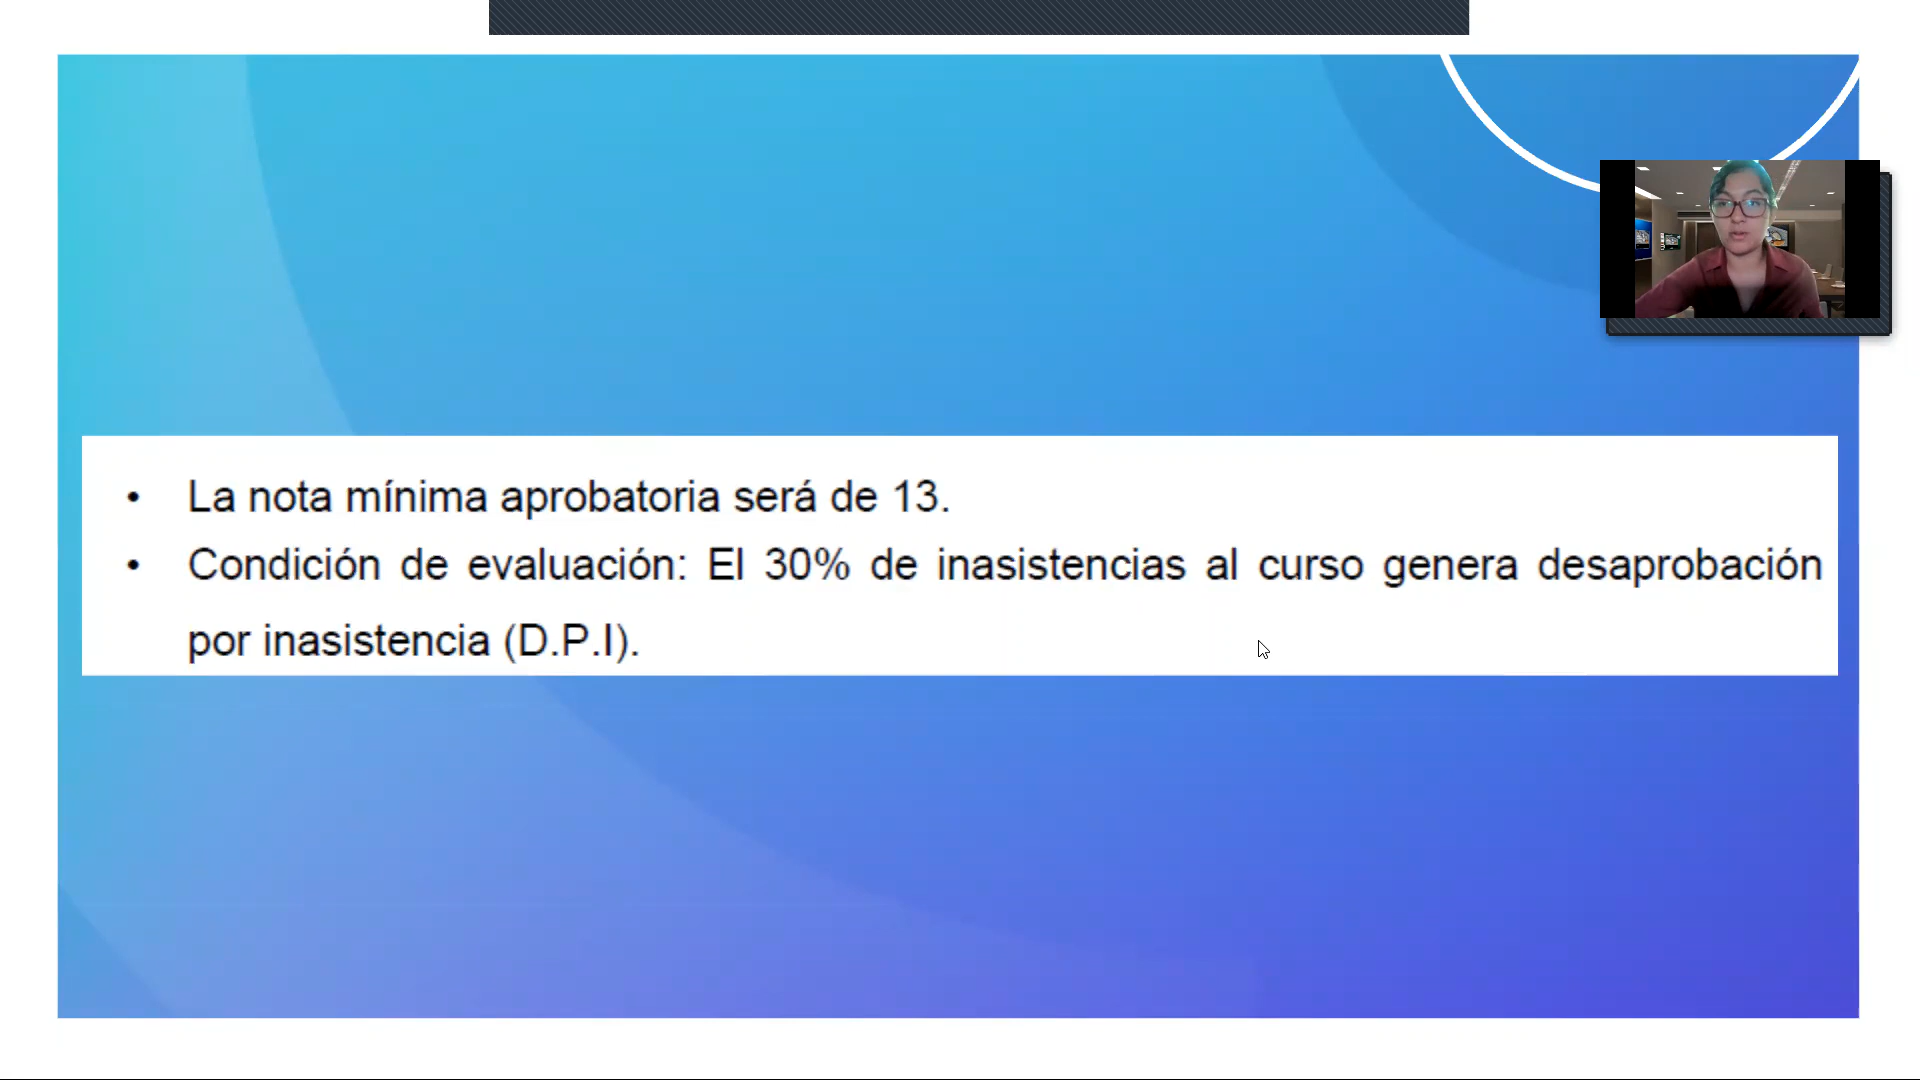 • La nota mínima aprobatoria será de 13.
• Condición de evaluación: El 30% de inasistencias al curso genera desaprobación
por inasistencia (D.P.I).